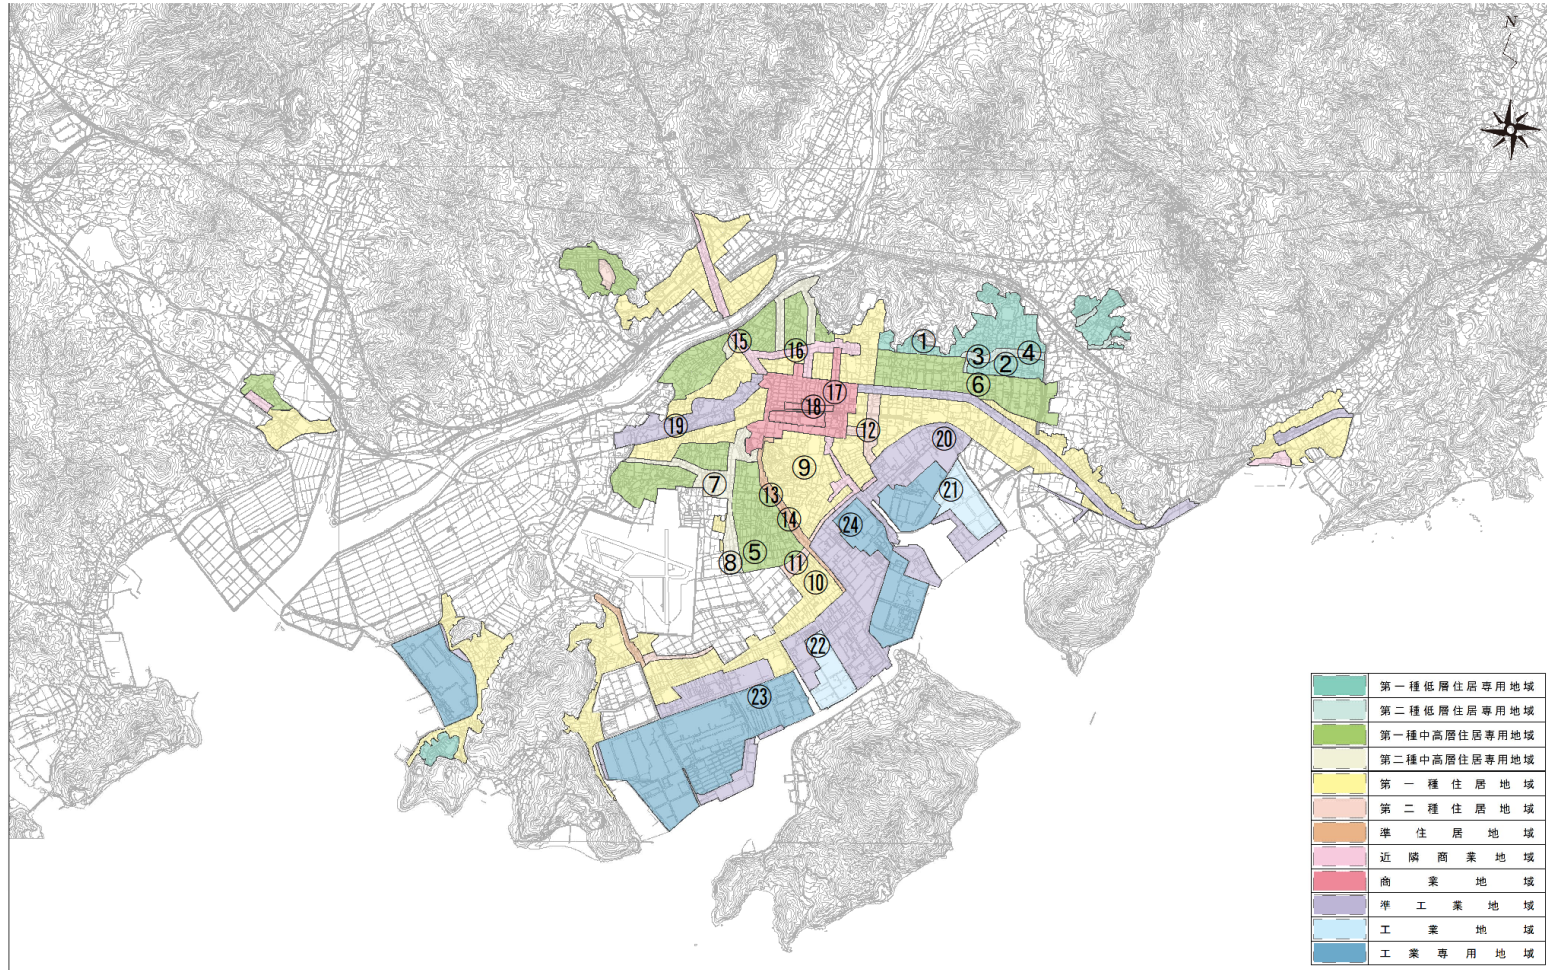 N
①
②
③
④
⑤
⑥
⑦
⑧
⑨
⑩
⑪
⑫
⑬
⑭
⑮
⑯
⑰
⑱
⑲
⑳
㉑
㉒
㉓
㉔
第一種低層住居専用地域
第二種低層住居専用地域
第一種中高層住居専用地域
第二種中高層住居専用地域
第一種住居地域
第二種住居地域
準住居地域
近隣商業地域
商業地域
準工業地域
工業地域
工業専用地域